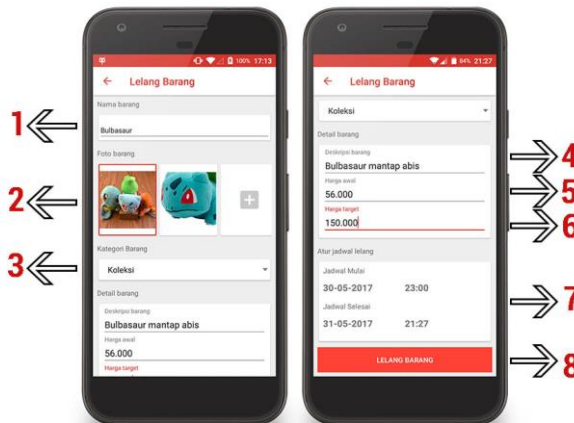 100% 17:13
Lelang Barang
Nama barang
Bulbasaur
Foto barang
Kategori Barang
Koleksi
Detail barang
Deskripsi barang
Bulbasaur mantap abis
Harga awal
56.000
Harga target
1
2
3
84% 21:27
Lelang Barang
Koleksi
Detail barang
Deskripsi barang
Bulbasaur mantap abis
Harga awal
56.000
Harga target
150.000
Atur jadwal lelang
Jadwal Mulai
30-05-2017 23:00
Jadwal Selesai
31-05-2017 21:27
LELANG BARANG
4
5
6
7
8